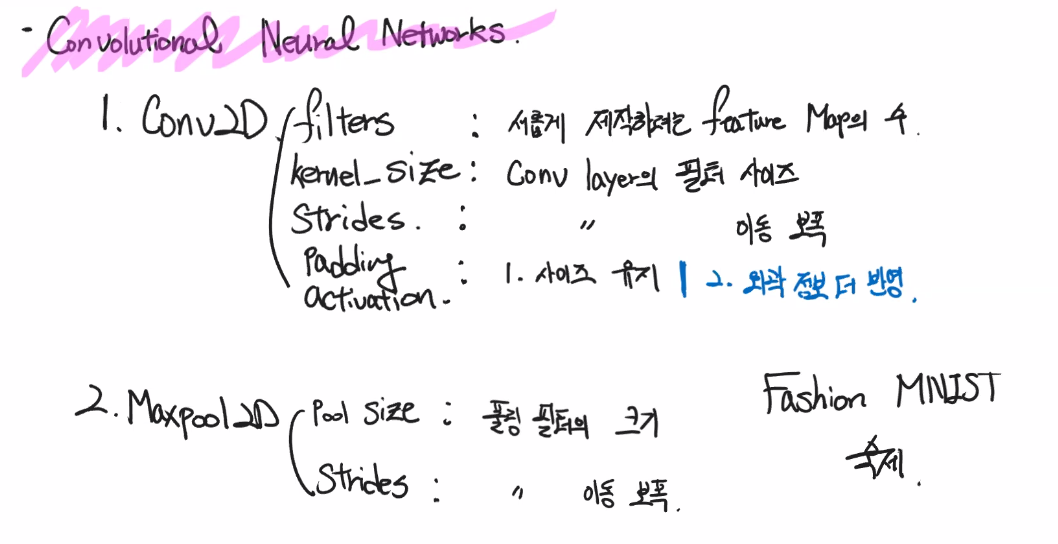 - Convolutional Neural Networks.
1. Conv2D filters : 서롭게 제작하려는 feature Map의 수.
kernel_size : Conv layer의 필터 사이즈
Strides. : 〃 이동 보폭
Padding : 1. 사이즈 유지 | 2. 외곽 정보 더 반영.
activation.
2. Maxpool2D Pool size : 풀링 필터의 크기
Strides : 〃 이동 보폭.
Fashion MNIST
숙제.